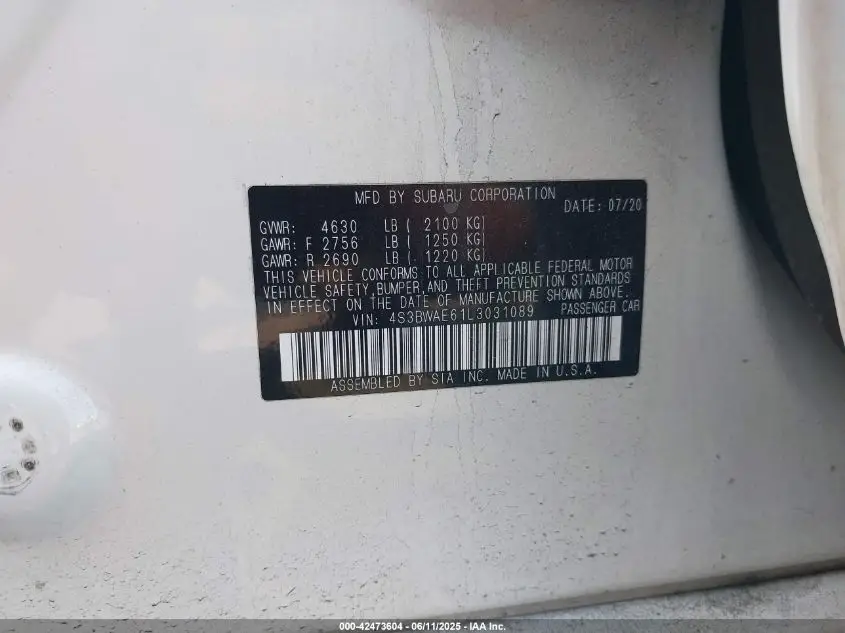 MFD BY SUBARU CORPORATION
DATE: 07/20
GVWR: 4630 LB ( 2100 KG)
GAWR: F 2756 LB ( 1250 KG)
GAWR: R 2690 LB ( 1220 KG)
THIS VEHICLE CONFORMS TO ALL APPLICABLE FEDERAL MOTOR
VEHICLE SAFETY, BUMPER, AND THEFT PREVENTION STANDARDS
IN EFFECT ON THE DATE OF MANUFACTURE SHOWN ABOVE.
VIN: 4S3BWAE61L3031089 PASSENGER CAR
ASSEMBLED BY SIA INC. MADE IN U.S.A.
000-42473604 / 06/11/2025 - IAA Inc.